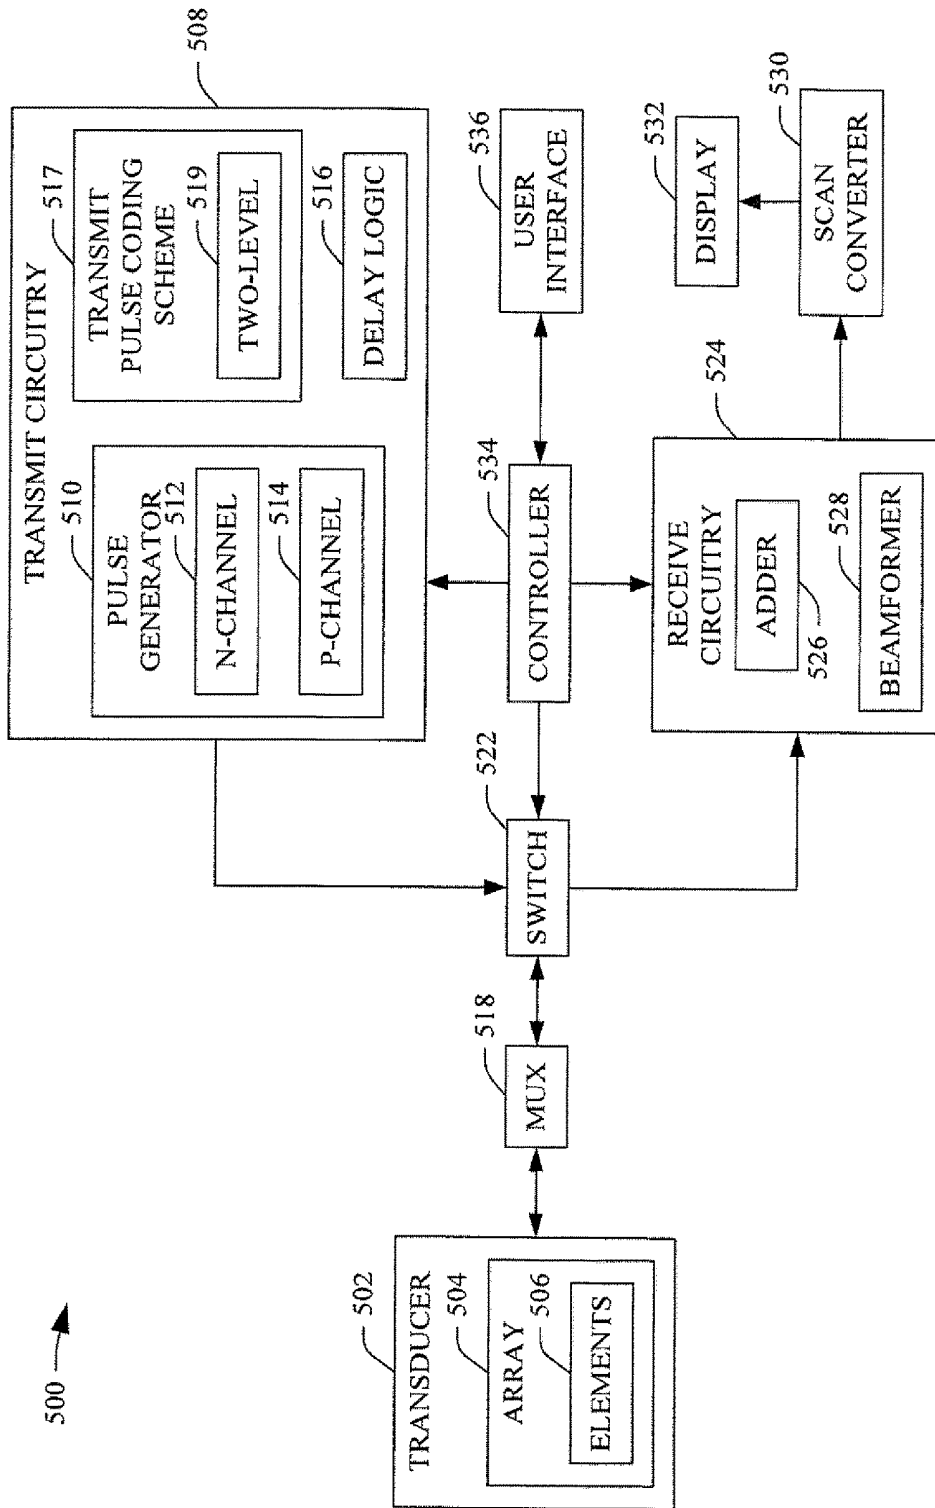 500
TRANSDUCER
502
ARRAY
504
ELEMENTS
506
MUX
518
SWITCH
522
TRANSMIT CIRCUITRY
508
PULSE
GENERATOR
510
N-CHANNEL
512
P-CHANNEL
514
TRANSMIT
PULSE CODING
SCHEME
517
TWO-LEVEL
519
DELAY LOGIC
516
CONTROLLER
534
USER
INTERFACE
536
RECEIVE
CIRCUITRY
524
ADDER
526
BEAMFORMER
528
SCAN
CONVERTER
530
DISPLAY
532